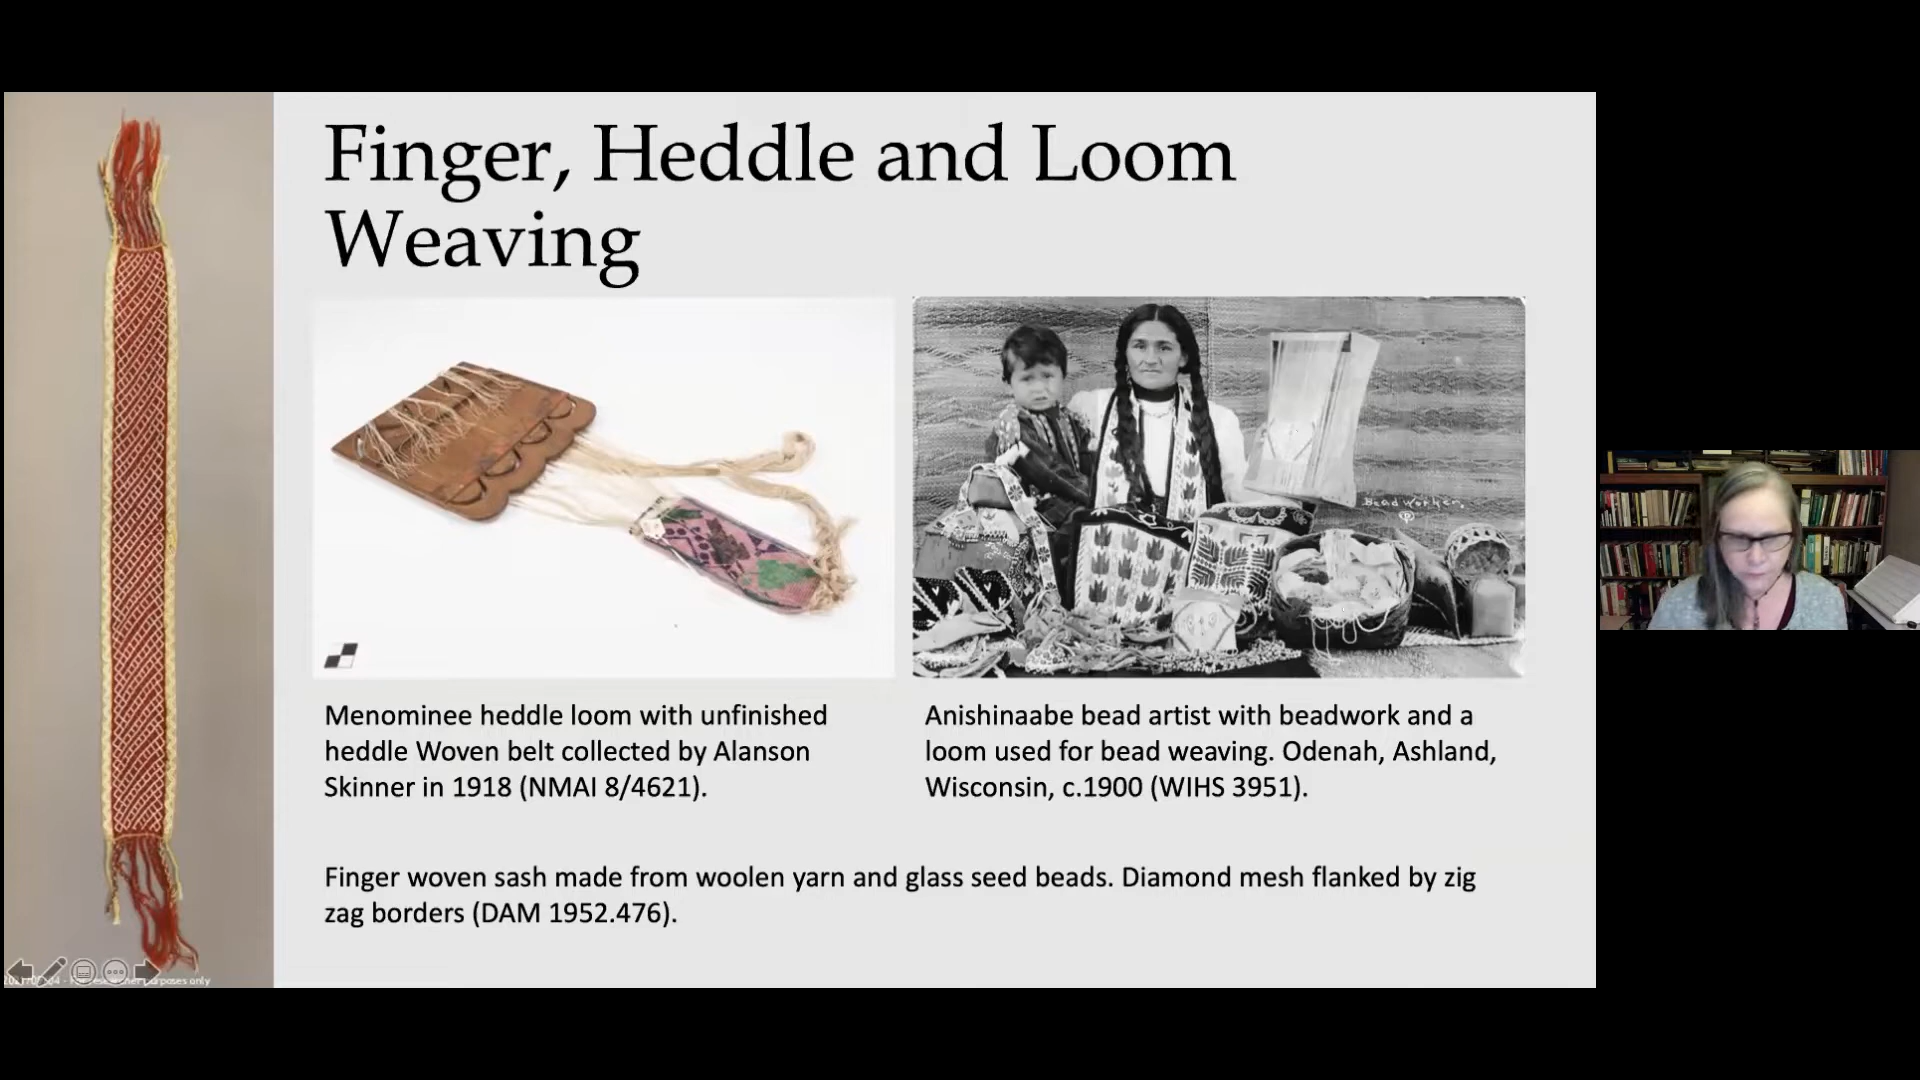 Finger, Heddle and Loom
Weaving
Bead Worker.
Menominee heddle loom with unfinished
heddle Woven belt collected by Alanson
Skinner in 1918 (NMAI 8/4621).
Anishinaabe bead artist with beadwork and a
loom used for bead weaving. Odenah, Ashland,
Wisconsin, c.1900 (WIHS 3951).
Finger woven sash made from woolen yarn and glass seed beads. Diamond mesh flanked by zig
zag borders (DAM 1952.476).
purposes only